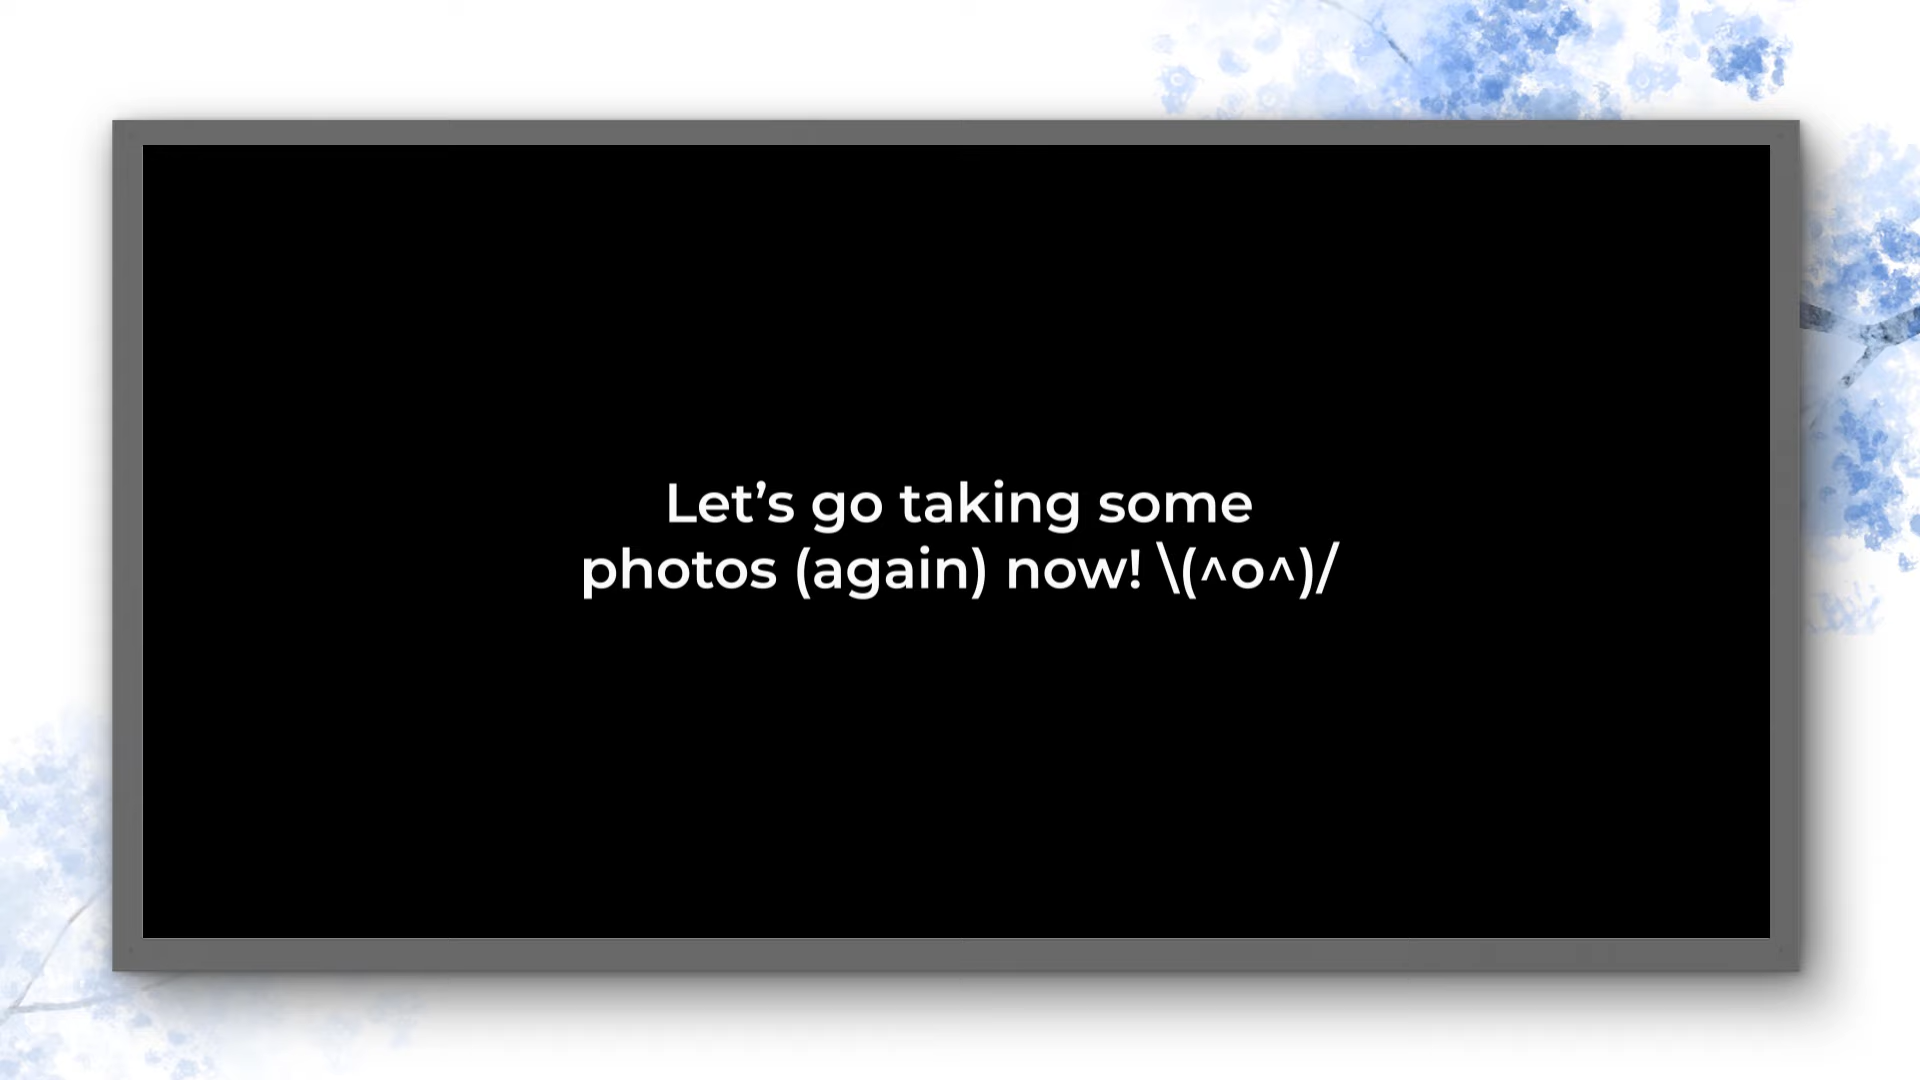 Let’s go taking some
photos (again) now! \(^o^)/